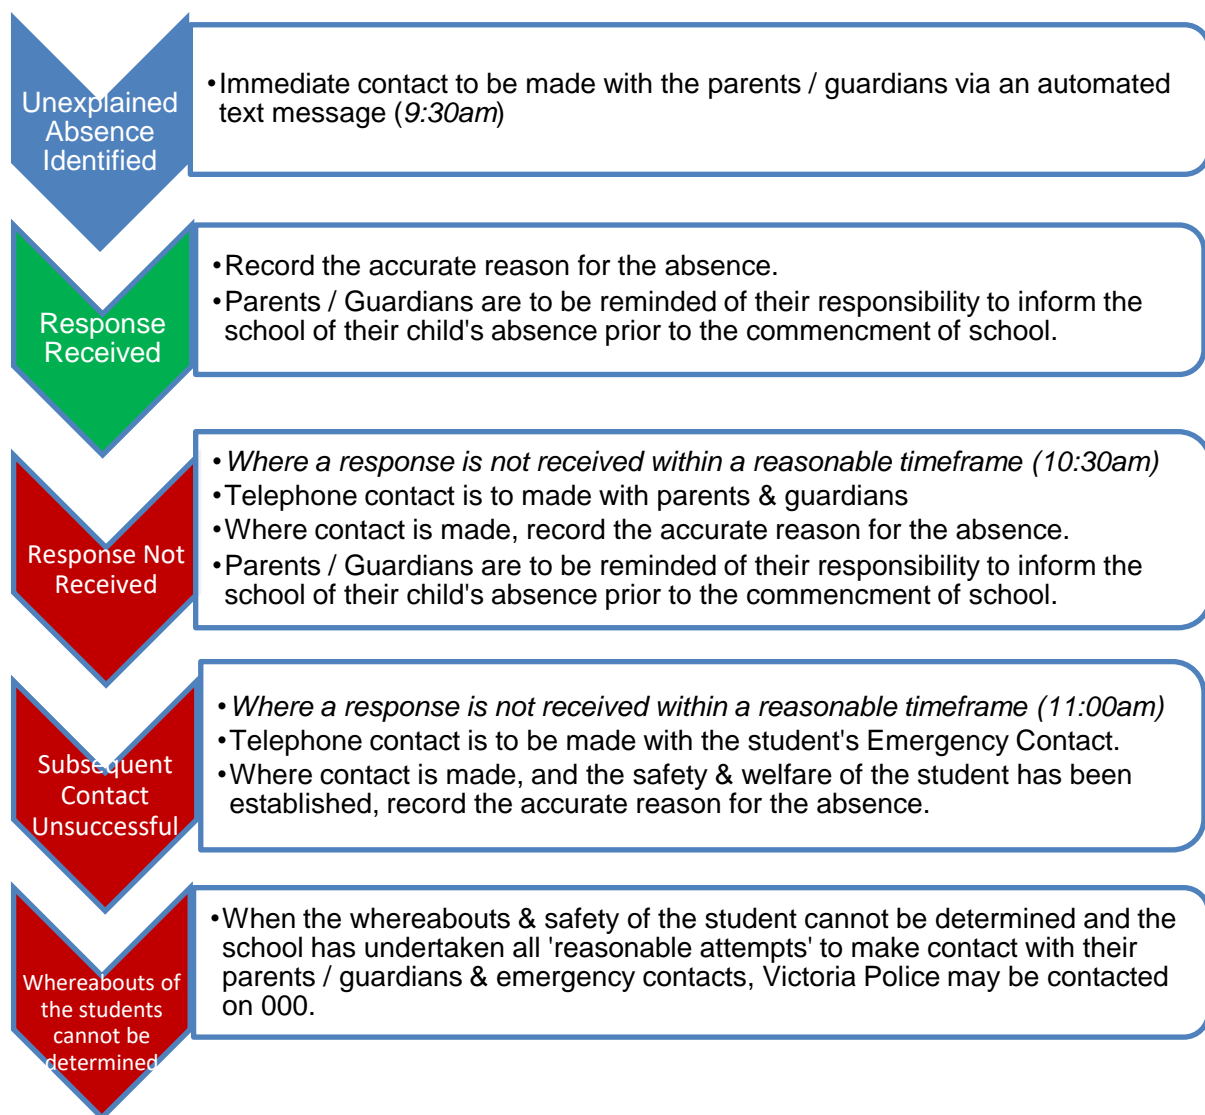 Unexplained
Absence
Identified
•Immediate contact to be made with the parents / guardians via an automated
text message (9:30am)
Response
Received
•Record the accurate reason for the absence.
•Parents / Guardians are to be reminded of their responsibility to inform the
school of their child's absence prior to the commencment of school.
Response Not
Received
•Where a response is not received within a reasonable timeframe (10:30am)
•Telephone contact is to made with parents & guardians
•Where contact is made, record the accurate reason for the absence.
•Parents / Guardians are to be reminded of their responsibility to inform the
school of their child's absence prior to the commencment of school.
Subsequent
Contact
Unsuccessful
•Where a response is not received within a reasonable timeframe (11:00am)
•Telephone contact is to be made with the student's Emergency Contact.
•Where contact is made, and the safety & welfare of the student has been
established, record the accurate reason for the absence.
Whereabouts of
the students
cannot be
determined
•When the whereabouts & safety of the student cannot be determined and the
school has undertaken all 'reasonable attempts' to make contact with their
parents / guardians & emergency contacts, Victoria Police may be contacted
on 000.